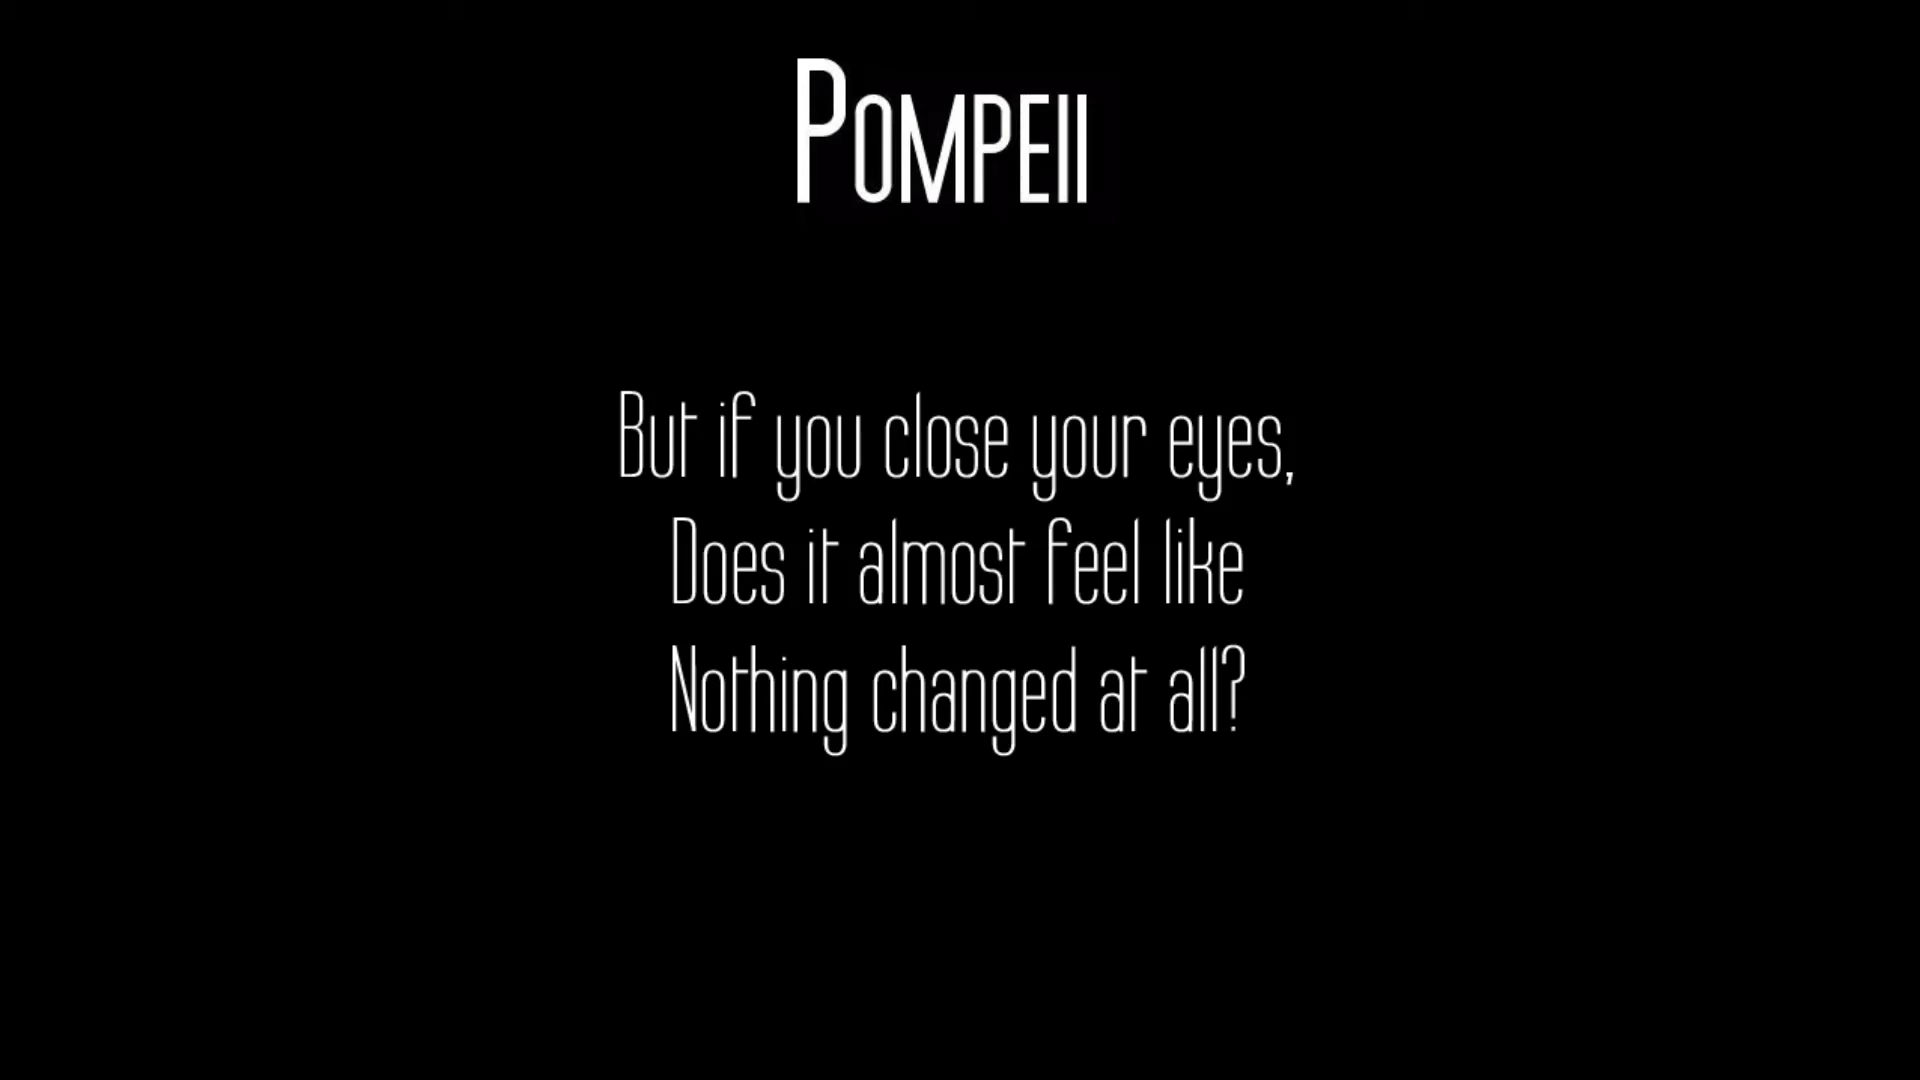 Pompeii
But if you close your eyes,
Does it almost feel like
Nothing changed at all?